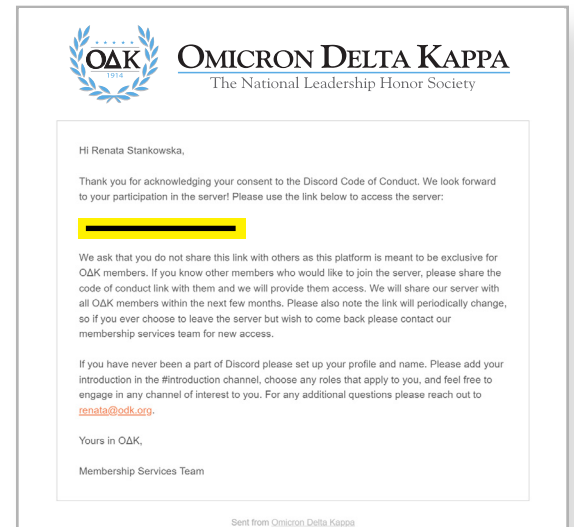 ΟΔΚ
1914
OMICRON DELTA KAPPA
The National Leadership Honor Society
Hi Renata Stankowska,
Thank you for acknowledging your consent to the Discord Code of Conduct. We look forward
to your participation in the server! Please use the link below to access the server:
We ask that you do not share this link with others as this platform is meant to be exclusive for
OΔK members. If you know other members who would like to join the server, please share the
code of conduct link with them and we will provide them access. We will share our server with
all OΔK members within the next few months. Please also note the link will periodically change,
so if you ever choose to leave the server but wish to come back please contact our
membership services team for new access.
If you have never been a part of Discord please set up your profile and name. Please add your
introduction in the #introduction channel, choose any roles that apply to you, and feel free to
engage in any channel of interest to you. For any additional questions please reach out to
renata@odk.org.
Yours in OΔK,
Membership Services Team
Sent from Omicron Delta Kappa